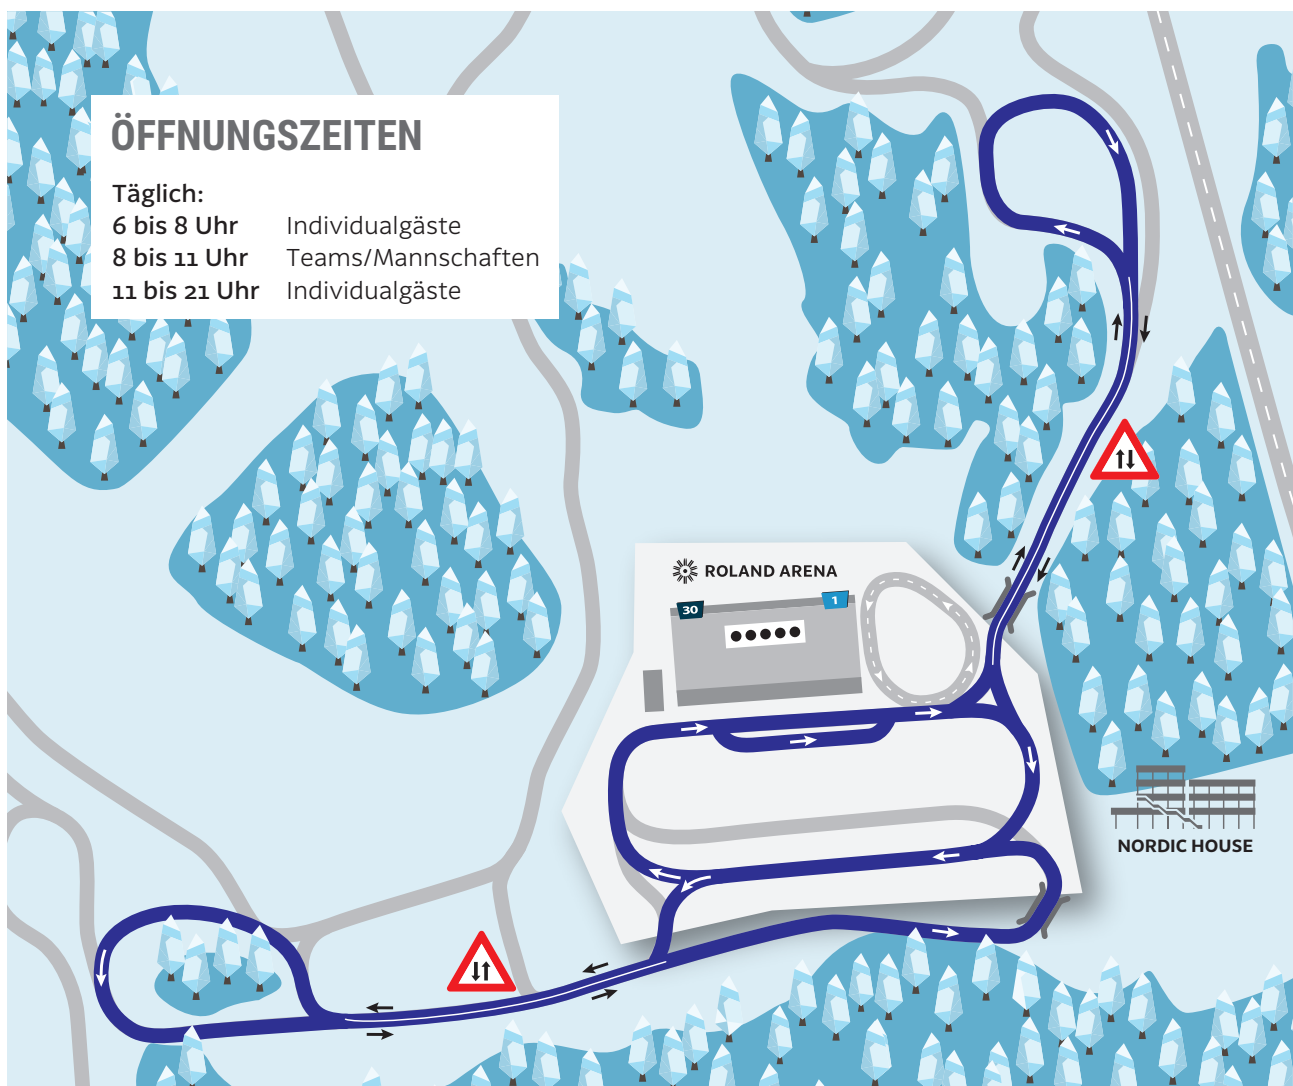 ÖFFNUNGSZEITEN
Täglich:
6 bis 8 Uhr Individualgäste
8 bis 11 Uhr Teams/Mannschaften
11 bis 21 Uhr Individualgäste
ROLAND ARENA
30
1
NORDIC HOUSE